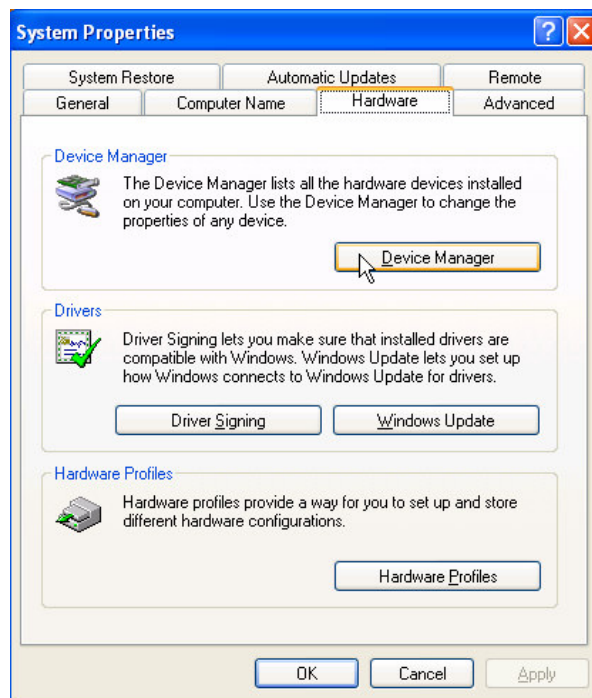 System Properties
System Restore Automatic Updates Remote
General Computer Name Hardware Advanced
Device Manager
The Device Manager lists all the hardware devices installed
on your computer. Use the Device Manager to change the
properties of any device.
Device Manager
Drivers
Driver Signing lets you make sure that installed drivers are
compatible with Windows. Windows Update lets you set up
how Windows connects to Windows Update for drivers.
Driver Signing Windows Update
Hardware Profiles
Hardware profiles provide a way for you to set up and store
different hardware configurations.
Hardware Profiles
OK Cancel Apply